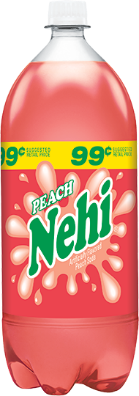 99¢ SUGGESTED RETAIL PRICE 99¢ SUGGESTED RETAIL PRICE
PEACH
Nehi
Artificially Flavored
Peach Soda